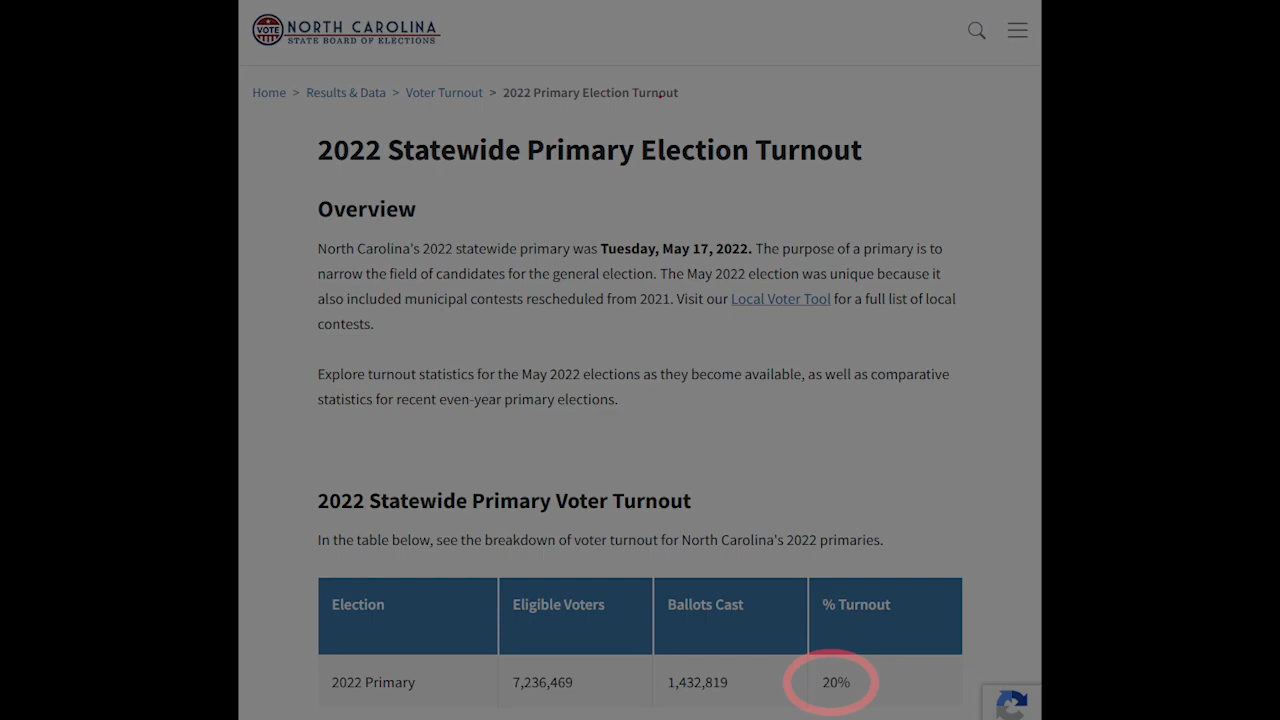 VOTE
NORTH CAROLINA
STATE BOARD OF ELECTIONS
Home > Results & Data > Voter Turnout > 2022 Primary Election Turnout
2022 Statewide Primary Election Turnout
Overview
North Carolina's 2022 statewide primary was Tuesday, May 17, 2022. The purpose of a primary is to
narrow the field of candidates for the general election. The May 2022 election was unique because it
also included municipal contests rescheduled from 2021. Visit our Local Voter Tool for a full list of local
contests.
Explore turnout statistics for the May 2022 elections as they become available, as well as comparative
statistics for recent even-year primary elections.
2022 Statewide Primary Voter Turnout
In the table below, see the breakdown of voter turnout for North Carolina's 2022 primaries.
Election Eligible Voters Ballots Cast % Turnout
2022 Primary 7,236,469 1,432,819 20%